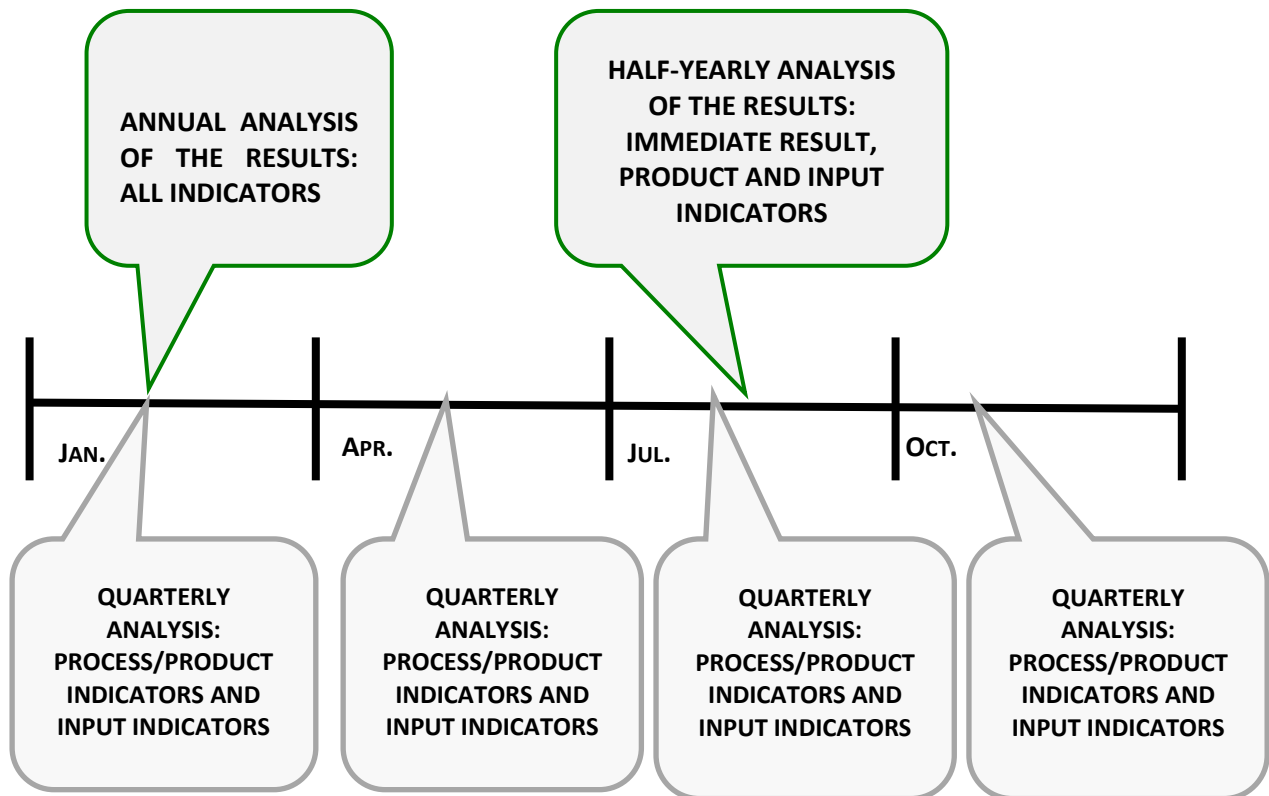 ANNUAL ANALYSIS
OF THE RESULTS:
ALL INDICATORS
HALF-YEARLY ANALYSIS
OF THE RESULTS:
IMMEDIATE RESULT,
PRODUCT AND INPUT
INDICATORS
JAN.
APR.
JUL.
OCT.
QUARTERLY
ANALYSIS:
PROCESS/PRODUCT
INDICATORS AND
INPUT INDICATORS
QUARTERLY
ANALYSIS:
PROCESS/PRODUCT
INDICATORS AND
INPUT INDICATORS
QUARTERLY
ANALYSIS:
PROCESS/PRODUCT
INDICATORS AND
INPUT INDICATORS
QUARTERLY
ANALYSIS:
PROCESS/PRODUCT
INDICATORS AND
INPUT INDICATORS